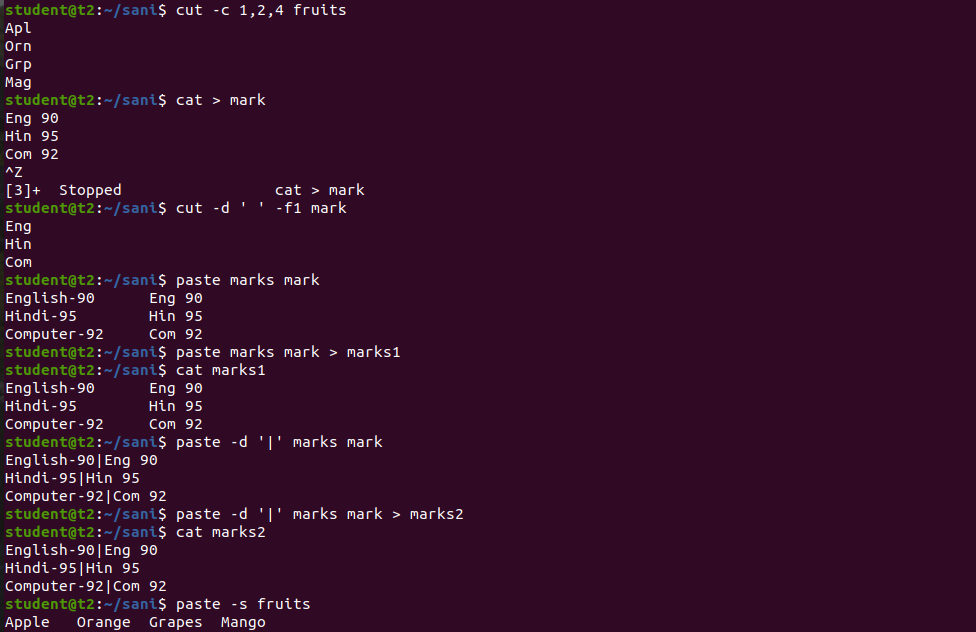 student@t2:~/sani$ cut -c 1,2,4 fruits
Apl
Orn
Grp
Mag
student@t2:~/sani$ cat > mark
Eng 90
Hin 95
Com 92
^Z
[3]+  Stopped                 cat > mark
student@t2:~/sani$ cut -d ' ' -f1 mark
Eng
Hin
Com
student@t2:~/sani$ paste marks mark
English-90      Eng 90
Hindi-95        Hin 95
Computer-92     Com 92
student@t2:~/sani$ paste marks mark > marks1
student@t2:~/sani$ cat marks1
English-90      Eng 90
Hindi-95        Hin 95
Computer-92     Com 92
student@t2:~/sani$ paste -d '|' marks mark
English-90|Eng 90
Hindi-95|Hin 95
Computer-92|Com 92
student@t2:~/sani$ paste -d '|' marks mark > marks2
student@t2:~/sani$ cat marks2
English-90|Eng 90
Hindi-95|Hin 95
Computer-92|Com 92
student@t2:~/sani$ paste -s fruits
Apple   Orange  Grapes  Mango